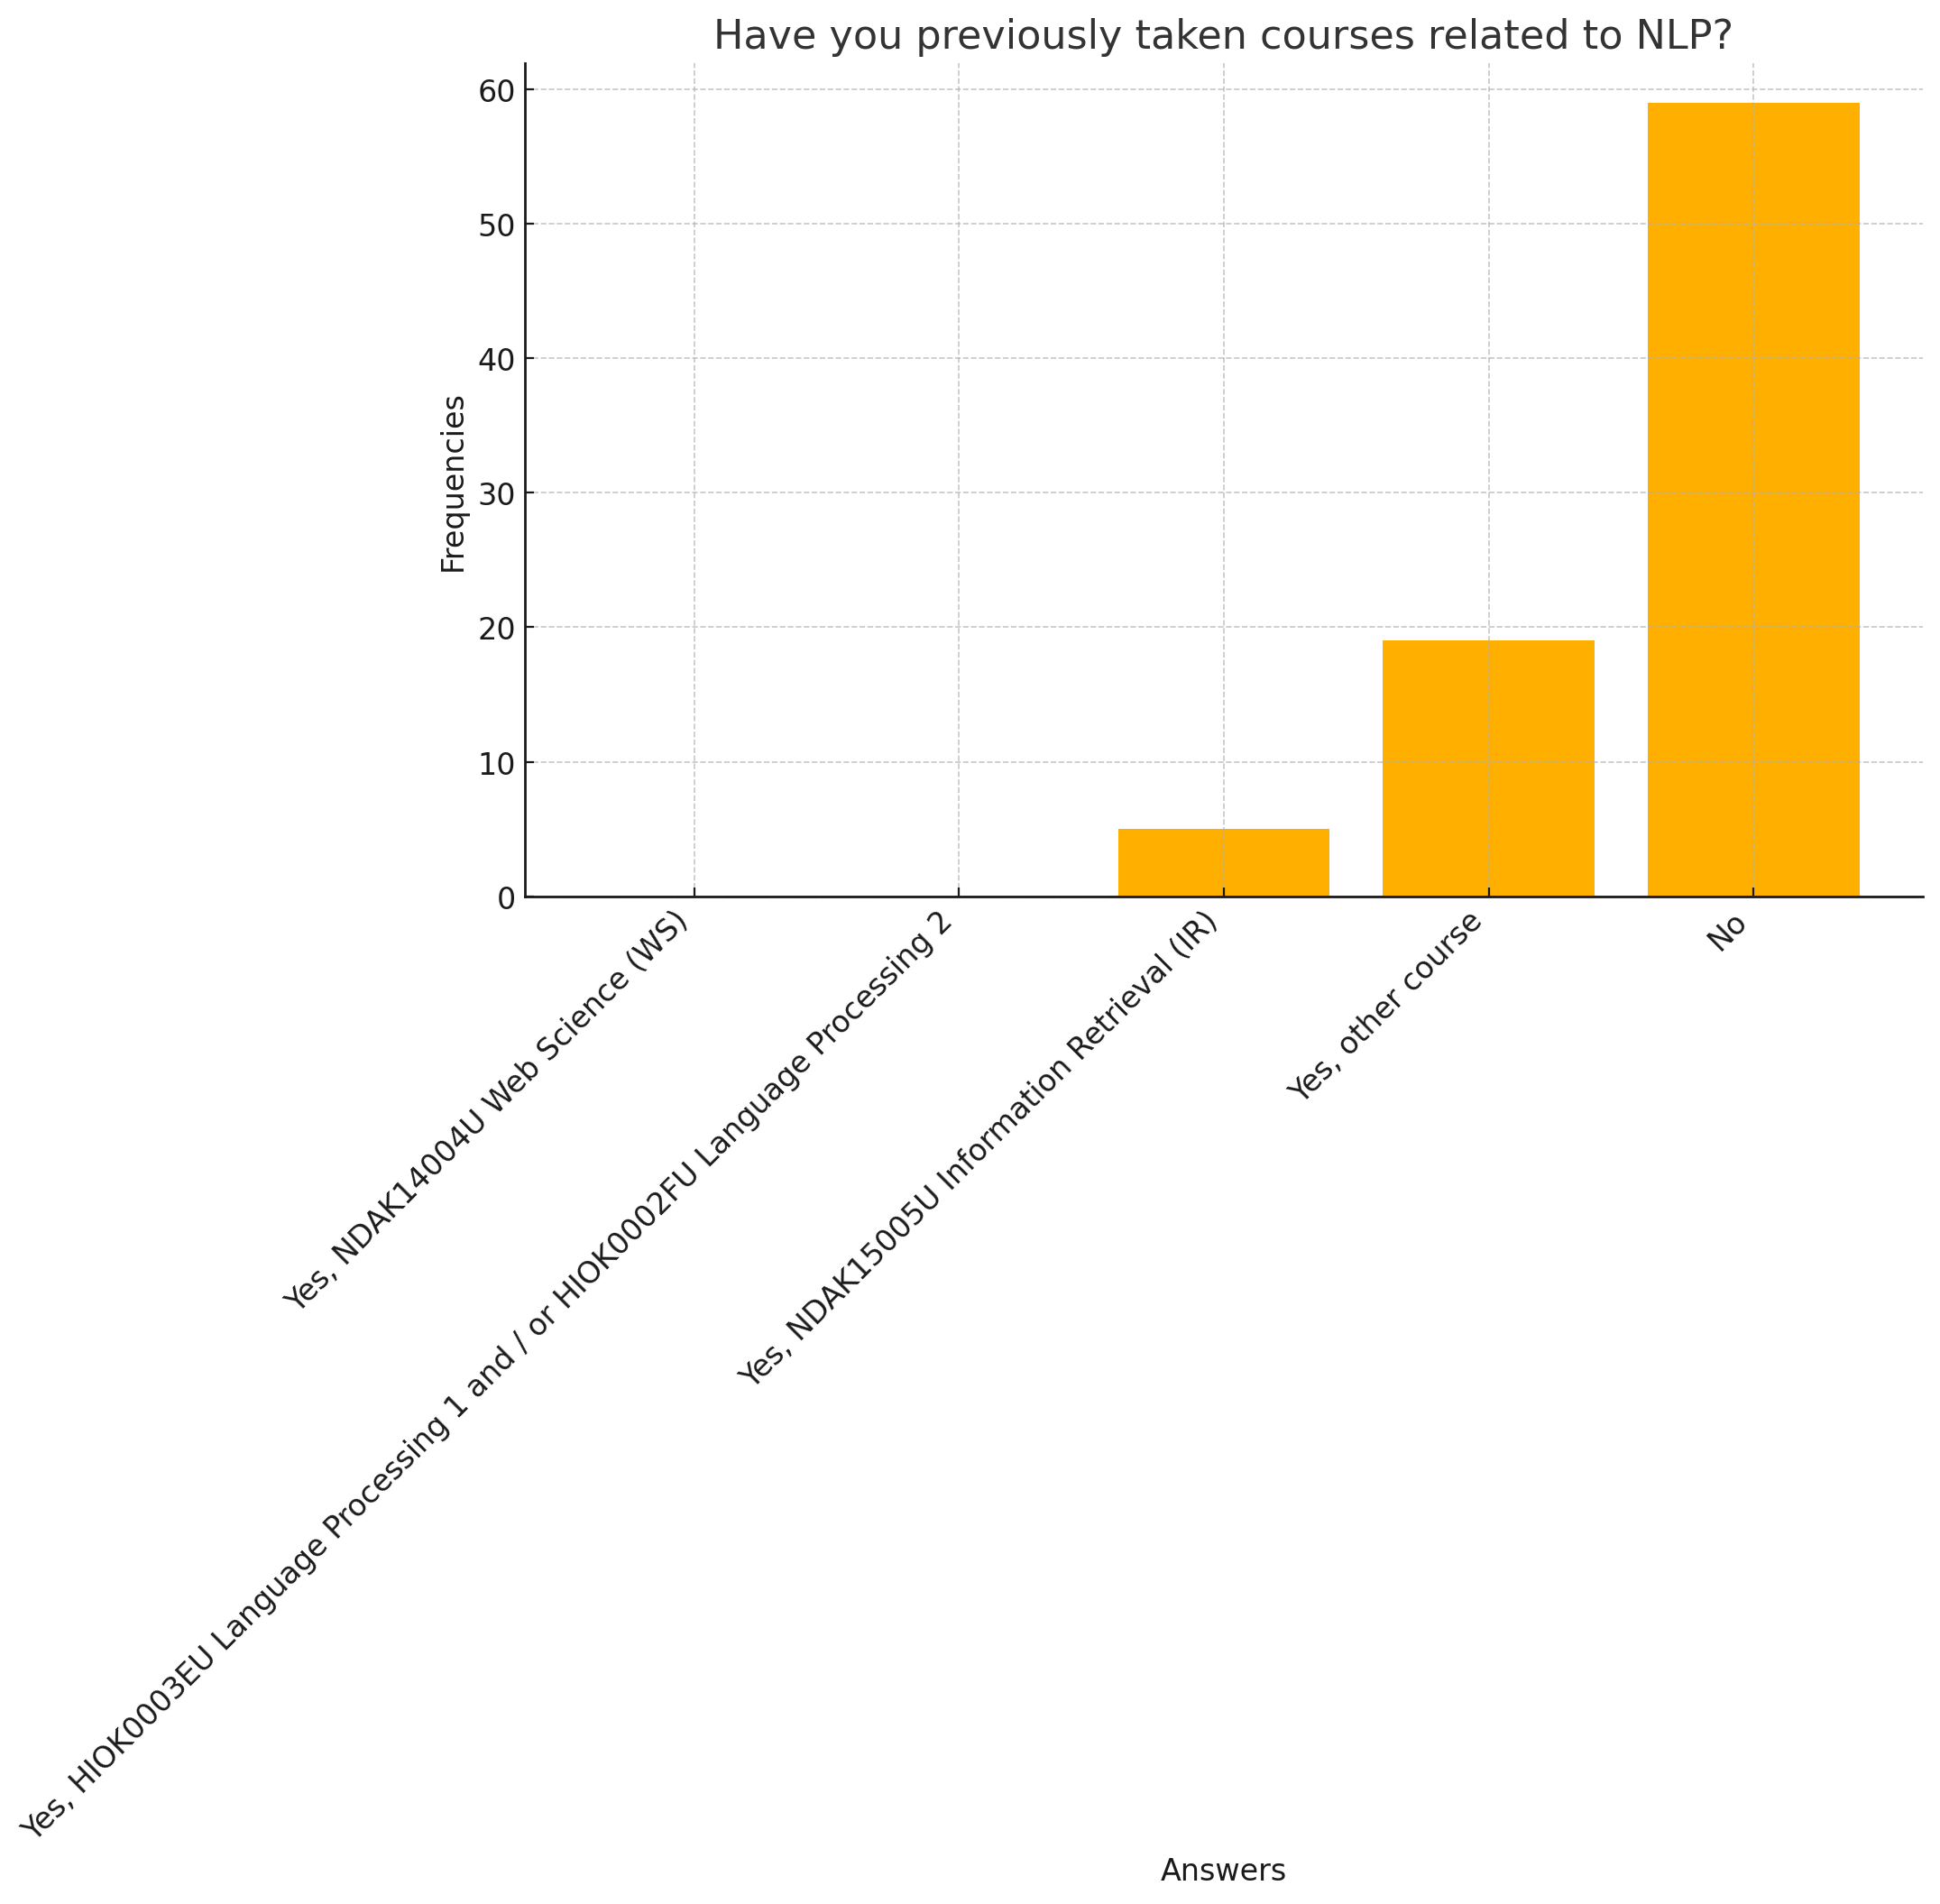 Have you previously taken courses related to NLP?
60
50
40
30
20
10
0
Frequencies
Yes, NDAK14004U Web Science (WS)
Yes, HIOK0003EU Language Processing 1 and / or HIOK0002FU Language Processing 2
Yes, NDAK15005U Information Retrieval (IR)
Yes, other course
No
Answers